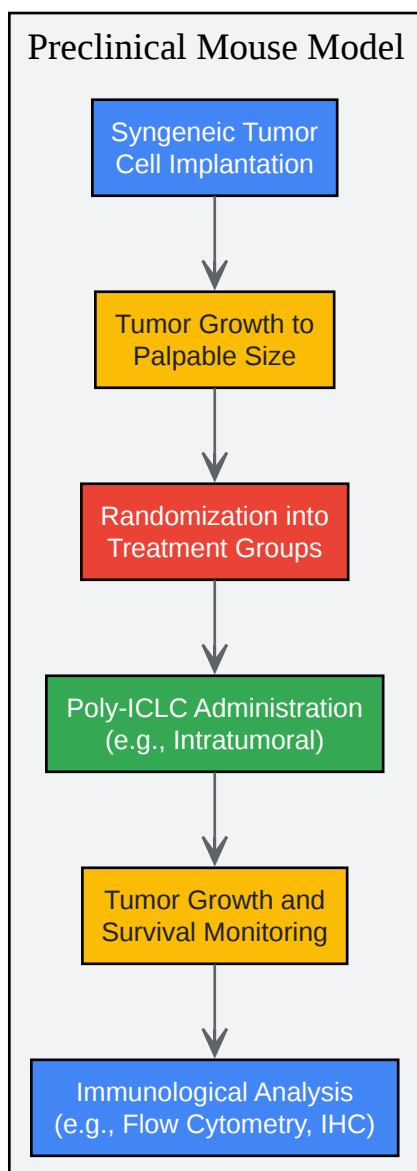 Preclinical Mouse Model
Syngeneic Tumor
Cell Implantation
Tumor Growth to
Palpable Size
Randomization into
Treatment Groups
Poly-ICLC Administration
(e.g., Intratumoral)
Tumor Growth and
Survival Monitoring
Immunological Analysis
(e.g., Flow Cytometry, IHC)